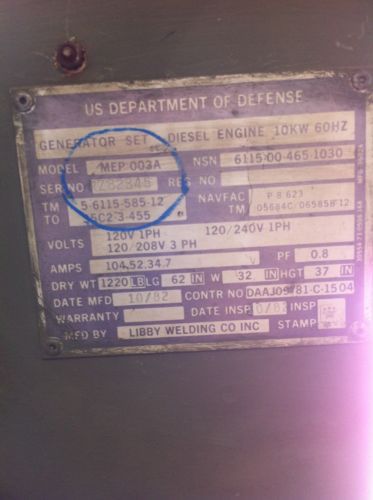 US DEPARTMENT OF DEFENSE
GENERATOR SET, DIESEL ENGINE 10KW 60HZ
MODEL MEP 003A NSN 6115-00-465-1030
SER NO REG NO
TM 5-6115-585-12 NAVFAC P 8 623
TO 35C2-3-455 TM 05684C/06585B12
VOLTS 120V 1PH 120/240V 1PH
120/208V 3 PH
AMPS 104,52,34.7 PF 0.8
DRY WT 1220 LB LG 62 IN W 32 IN HGT 37 IN
DATE MFD 10/82 CONTR NO DAAJ09-81-C-1504
WARRANTY DATE INSP INSP
MFD BY LIBBY WELDING CO INC STAMP